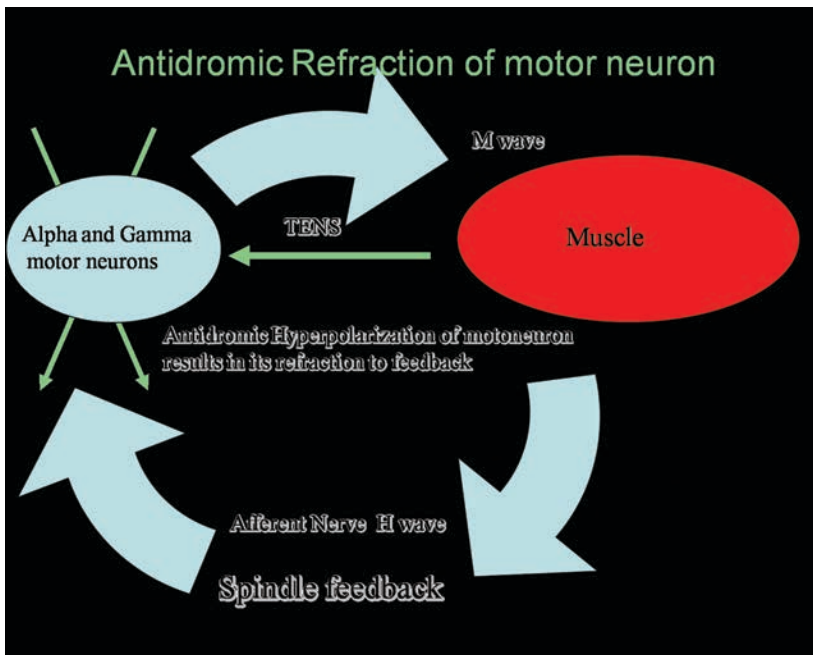 Antidromic Refraction of motor neuron
M wave
Alpha and Gamma
motor neurons
TENS
Muscle
Antidromic Hyperpolarization of motoneuron
results in its refraction to feedback
Afferent Nerve H wave
Spindle feedback